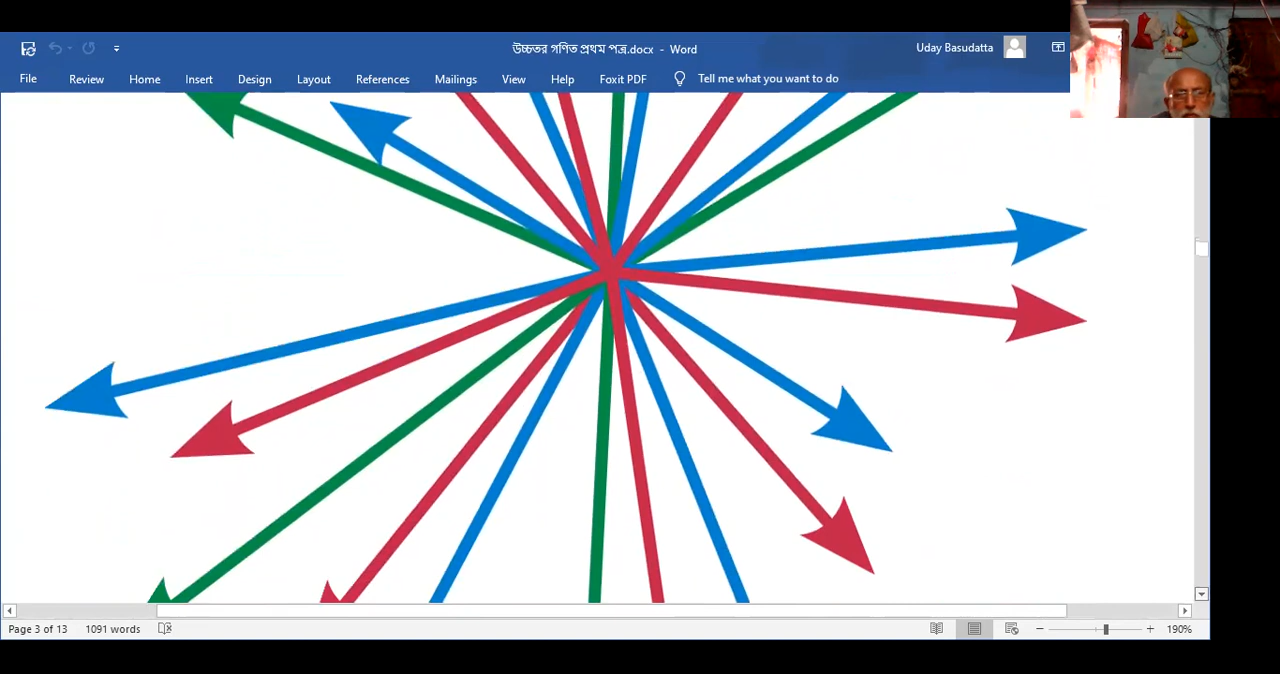 উচ্চতর গণিত প্রথম পত্র.docx - Word
Uday Basudatta
File Review Home Insert Design Layout References Mailings View Help Foxit PDF Tell me what you want to do
Page 3 of 13 1091 words
190%